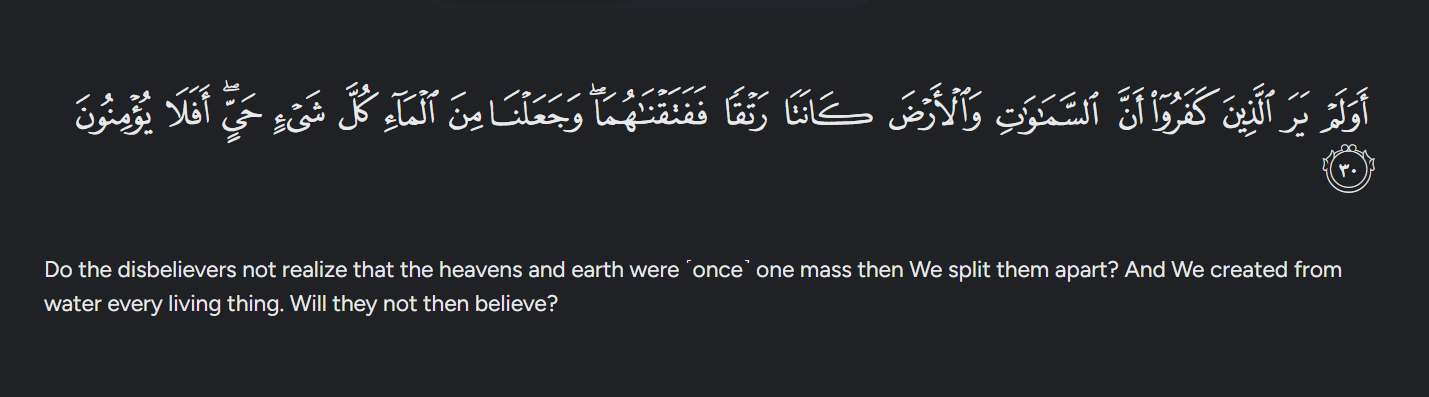 أَوَلَمْ يَرَ ٱلَّذِينَ كَفَرُوٓا۟ أَنَّ ٱلسَّمَـٰوَٰتِ وَٱلْأَرْضَ كَانَتَا رَتْقًۭا فَفَتَقْنَـٰهُمَا ۖ وَجَعَلْنَا مِنَ ٱلْمَآءِ كُلَّ شَىْءٍ حَىٍّ ۖ أَفَلَا يُؤْمِنُونَ
٣٠
Do the disbelievers not realize that the heavens and earth were ˹once˺ one mass then We split them apart? And We created from
water every living thing. Will they not then believe?